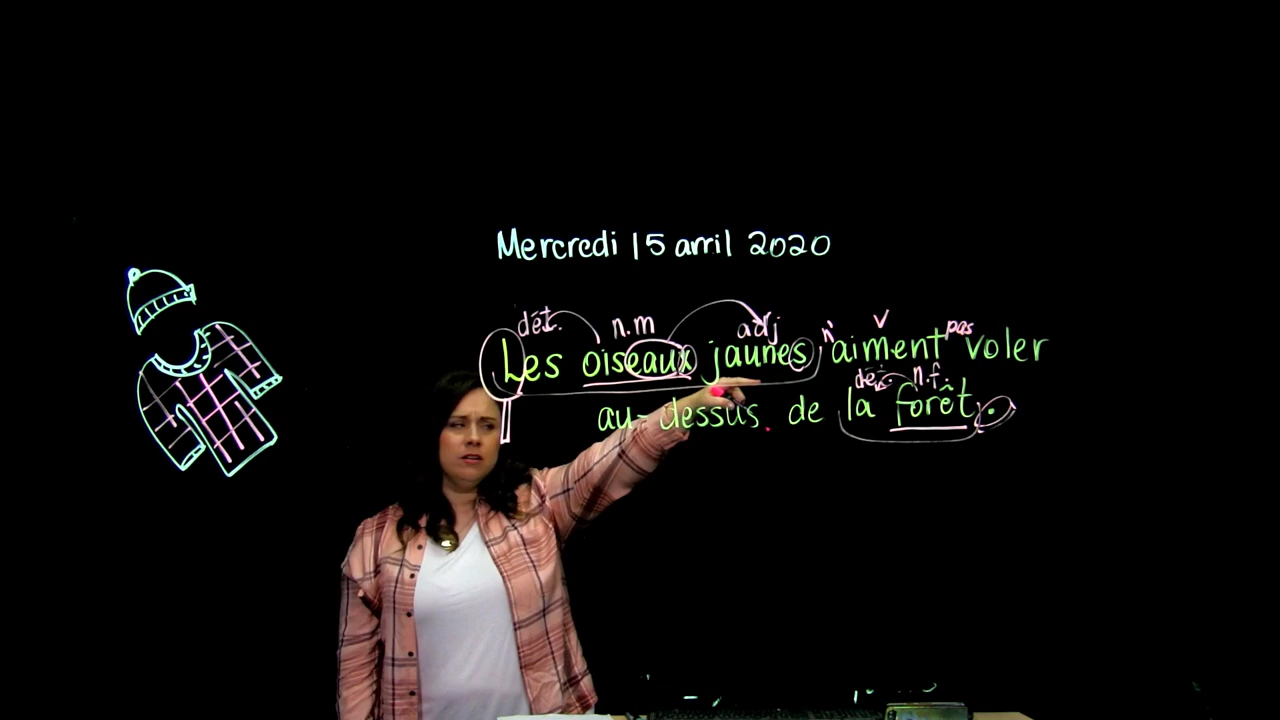 Mercredi 15 avril 2020
dét. n.m adj v
Les oiseaux jaunes n'aiment pas voler
dét n.f.
au-dessus de la forêt.